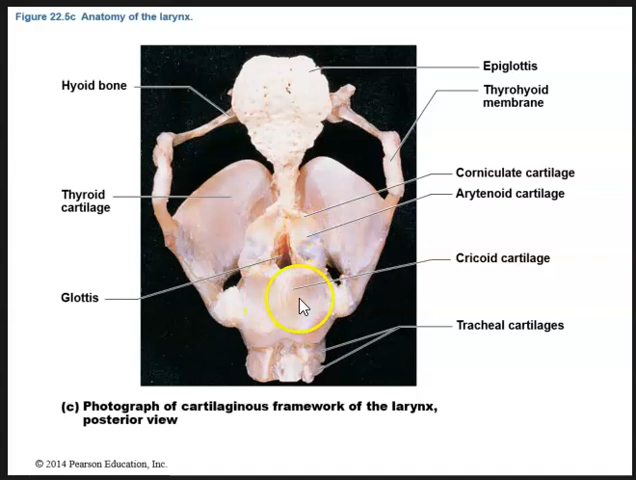 Figure 22.5c Anatomy of the larynx.
Hyoid bone
Thyroid
cartilage
Glottis
Epiglottis
Thyrohyoid
membrane
Corniculate cartilage
Arytenoid cartilage
Cricoid cartilage
Tracheal cartilages
(c) Photograph of cartilaginous framework of the larynx,
posterior view
© 2014 Pearson Education, Inc.